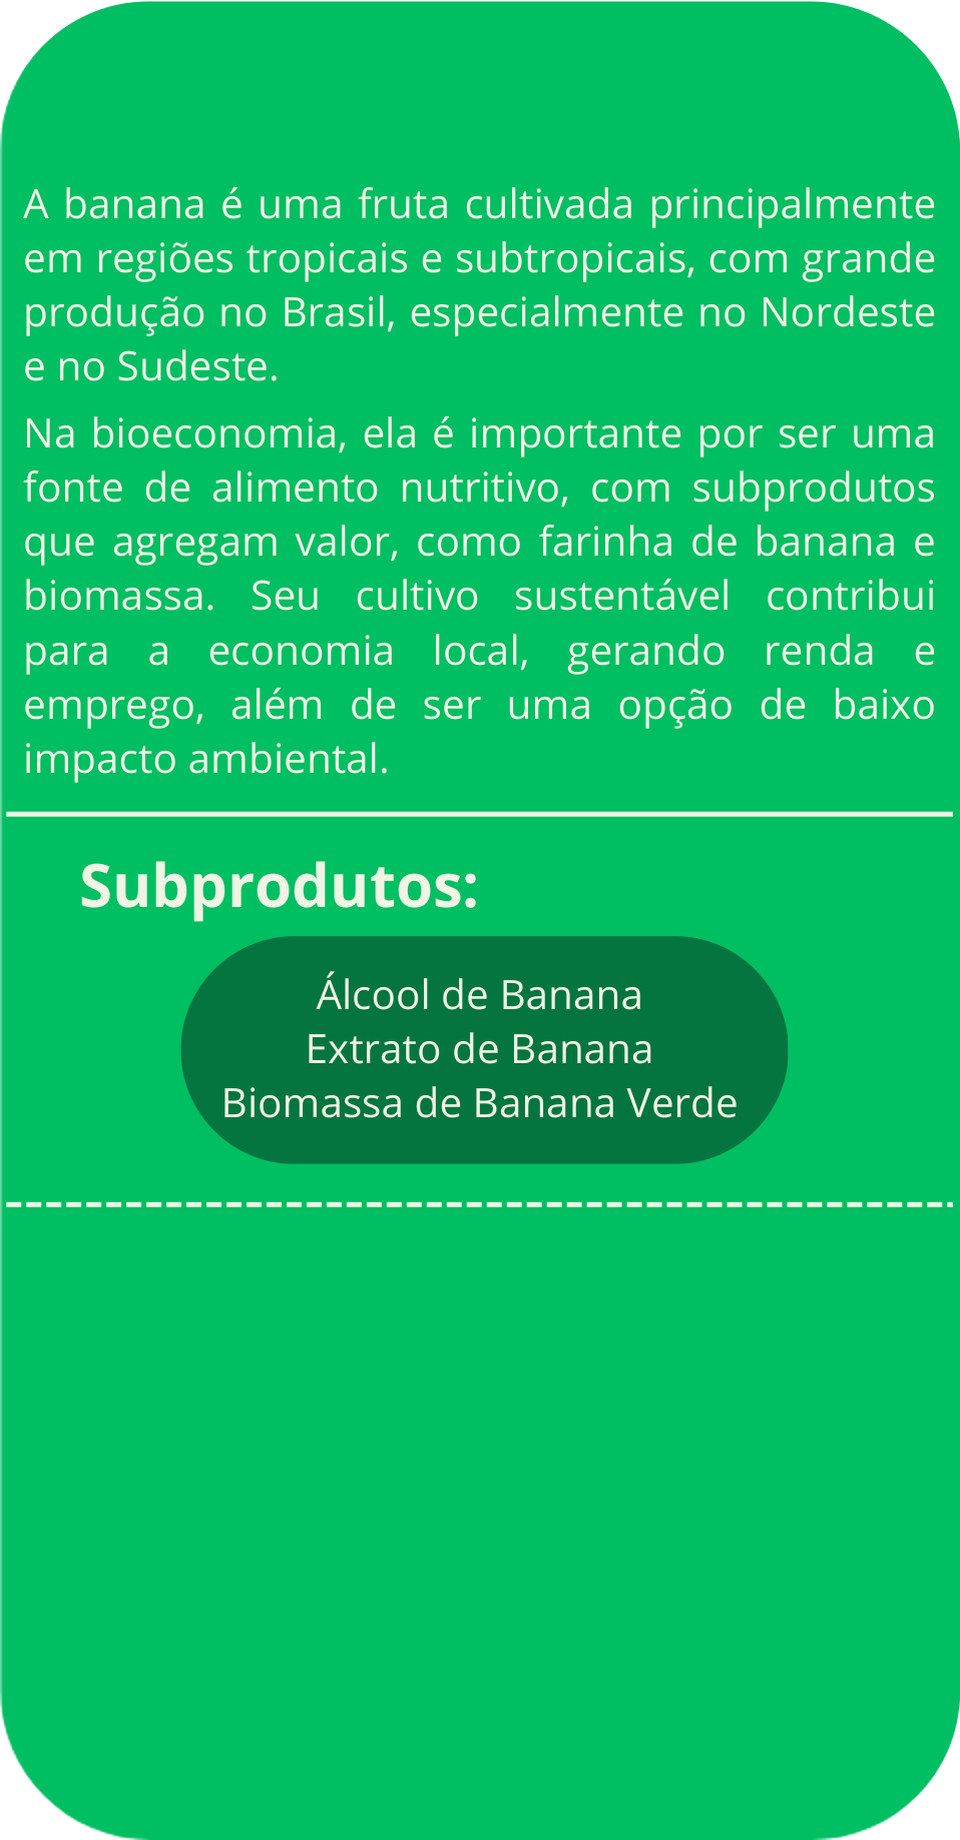 A banana é uma fruta cultivada principalmente
em regiões tropicais e subtropicais, com grande
produção no Brasil, especialmente no Nordeste
e no Sudeste.
Na bioeconomia, ela é importante por ser uma
fonte de alimento nutritivo, com subprodutos
que agregam valor, como farinha de banana e
biomassa. Seu cultivo sustentável contribui
para a economia local, gerando renda e
emprego, além de ser uma opção de baixo
impacto ambiental.
Subprodutos:
Álcool de Banana
Extrato de Banana
Biomassa de Banana Verde